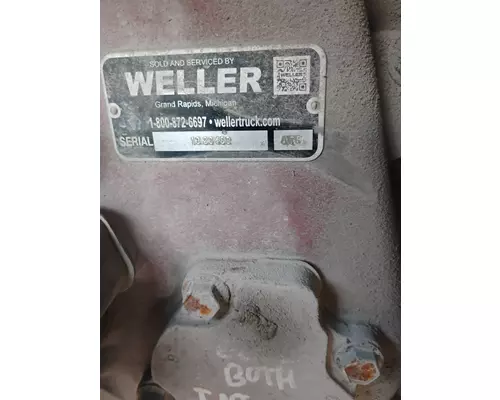 SOLD AND SERVICED BY
WELLER
Grand Rapids, Michigan
1-800-872-6697 • wellertruck.com
SERIAL
BOTH